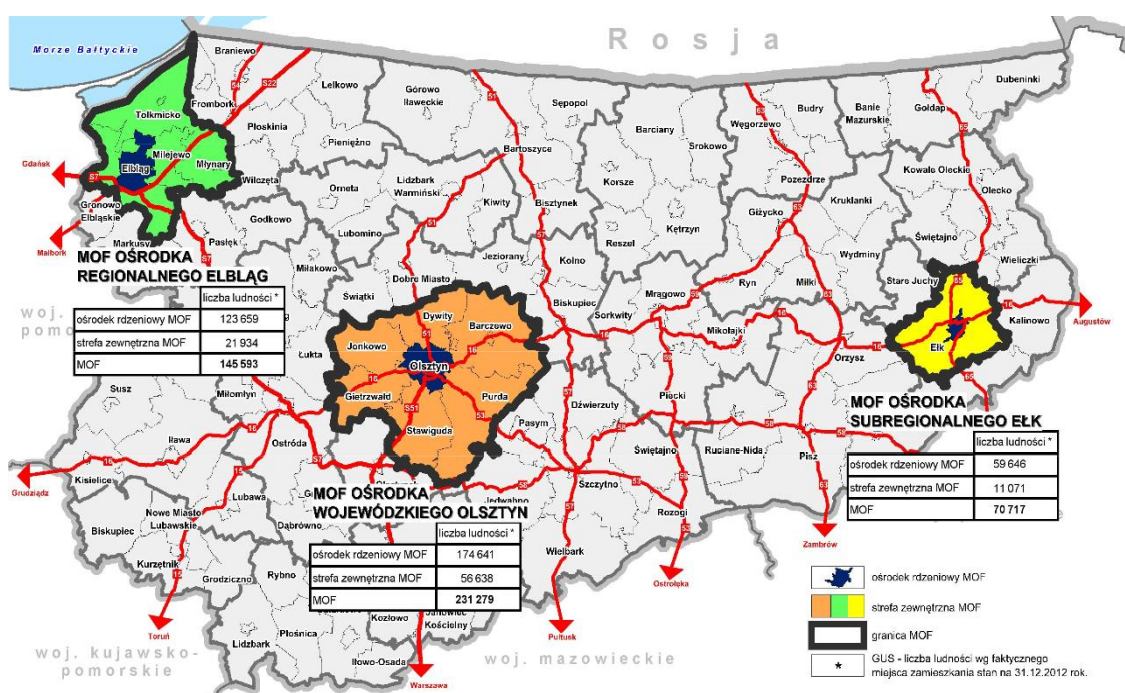 Morze Bałtyckie
Rosja
Braniewo
Lelkowo
Górowo
Iławeckie
Sępopol
Węgorzewo
Budry
Banie
Mazurskie
Gołdap
Dubeninki
Frombork
Tolkmicko
Płoskinia
Pieniężno
Bartoszyce
Barciany
Srokowo
Gdańsk
Elbląg
Milejewo
Młynary
Wilczęta
Orneta
Lidzbark
Warmiński
Kiwity
Bisztynek
Korsze
Kętrzyn
Pozezdrze
Kruklanki
Kowale Oleckie
Olecko
Gronowo
Elbląskie
Malbork
Markusy
Pasłęk
Godkowo
Lubomino
Reszel
Giżycko
Wydminy
Świętajno
Wieliczki
MOF OŚRODKA
REGIONALNEGO ELBLĄG
liczba ludności *
ośrodek rdzeniowy MOF 123 659
strefa zewnętrzna MOF 21 934
MOF 145 593
Miłakowo
Świątki
Dobre Miasto
Jeziorany
Kolno
Biskupiec
Sorkwity
Mrągowo
Ryn
Miłki
Stare Juchy
Kalinowo
Augustów
woj.
Łukta
Jonkowo
Dywity
Barczewo
Olsztyn
Mikołajki
Orzysz
Ełk
Susz
Miłomłyn
Gietrzwałd
Purda
Stawiguda
Pasym
Dźwierzuty
Piecki
MOF OŚRODKA
SUBREGIONALNEGO EŁK
liczba ludności *
ośrodek rdzeniowy MOF 59 646
strefa zewnętrzna MOF 11 071
MOF 70 717
Iława
Ostróda
Świętajno
Ruciane-Nida
Pisz
Grudziądz
Kisielice
Lubawa
Szczytno
Jedwabno
Rozogi
MOF OŚRODKA
WOJEWÓDZKIEGO OLSZTYN
liczba ludności *
ośrodek rdzeniowy MOF 174 641
strefa zewnętrzna MOF 56 638
MOF 231 279
Biskupiec
Nowe Miasto
Lubawskie
Dąbrówno
Kurzętnik
Grodziczno
Rybno
Wielbark
Zambrów
Ostrołęka
Pułtusk
Toruń
Lidzbark
Płośnica
Kozłowo
Janowiec
Kościelny
Iłowo-Osada
Warszawa
woj. kujawsko-
pomorskie
woj. mazowieckie
ośrodek rdzeniowy MOF
strefa zewnętrzna MOF
granica MOF
* GUS - liczba ludności wg faktycznego
miejsca zamieszkania stan na 31.12.2012 rok.